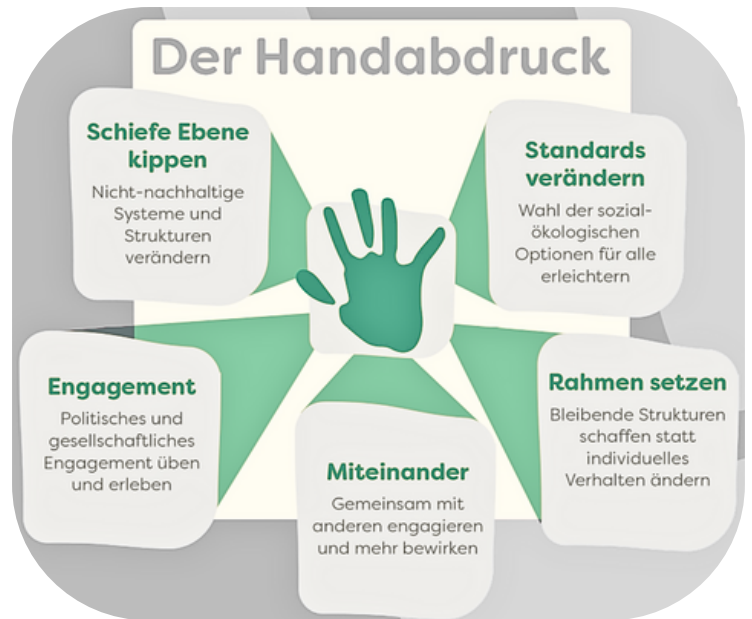 Der Handabdruck
Schiefe Ebene
kippen
Nicht-nachhaltige
Systeme und
Strukturen
verändern
Standards
verändern
Wahl der sozial-
ökologischen
Optionen für alle
erleichtern
Engagement
Politisches und
gesellschaftliches
Engagement üben
und erleben
Miteinander
Gemeinsam mit
anderen engagieren
und mehr bewirken
Rahmen setzen
Bleibende Strukturen
schaffen statt
individuelles
Verhalten ändern